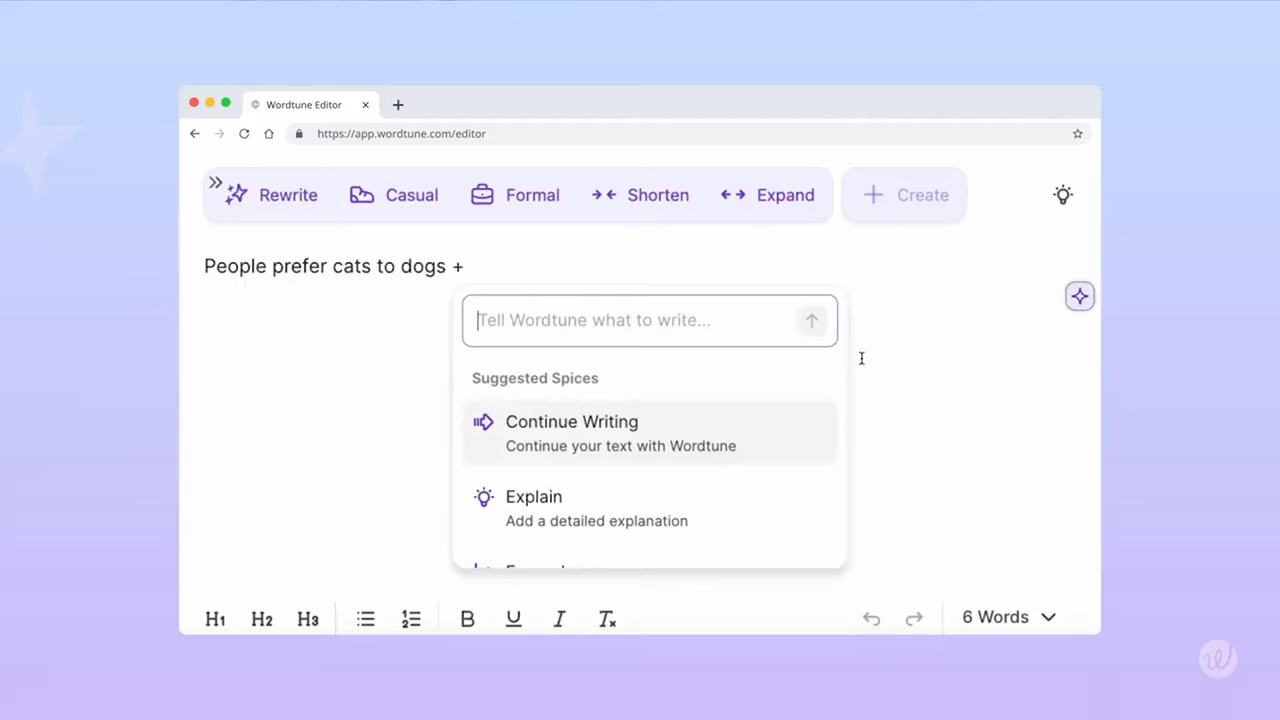 Wordtune Editor
https://app.wordtune.com/editor
Rewrite Casual Formal Shorten Expand Create
People prefer cats to dogs +
Tell Wordtune what to write...
Suggested Spices
Continue Writing
Continue your text with Wordtune
Explain
Add a detailed explanation
H1 H2 H3 B U I Tx 6 Words